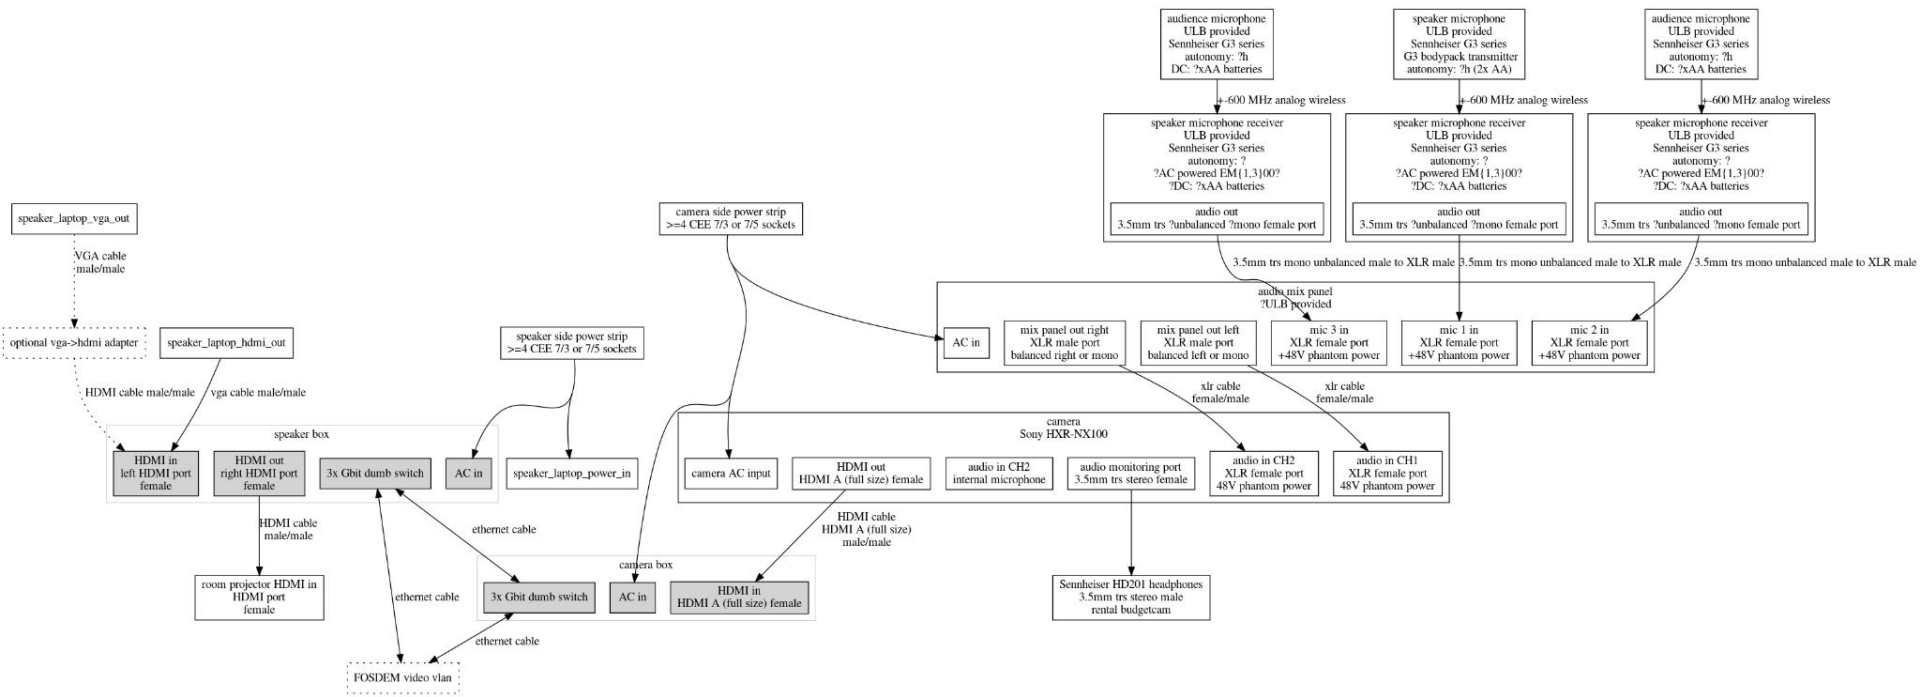 audience microphone
ULB provided
Sennheiser G3 series
autonomy: ?h
DC: ?xAA batteries
speaker microphone
ULB provided
Sennheiser G3 series
G3 bodypack transmitter
autonomy: ?h (2x AA)
audience microphone
ULB provided
Sennheiser G3 series
autonomy: ?h
DC: ?xAA batteries
+-600 MHz analog wireless
+-600 MHz analog wireless
+-600 MHz analog wireless
speaker microphone receiver
ULB provided
Sennheiser G3 series
autonomy: ?
?AC powered EM{1,3}00?
?DC: ?xAA batteries
audio out
3.5mm trs ?unbalanced ?mono female port
speaker microphone receiver
ULB provided
Sennheiser G3 series
autonomy: ?
?AC powered EM{1,3}00?
?DC: ?xAA batteries
audio out
3.5mm trs ?unbalanced ?mono female port
speaker microphone receiver
ULB provided
Sennheiser G3 series
autonomy: ?
?AC powered EM{1,3}00?
?DC: ?xAA batteries
audio out
3.5mm trs ?unbalanced ?mono female port
speaker_laptop_vga_out
camera side power strip
>=4 CEE 7/3 or 7/5 sockets
VGA cable
male/male
3.5mm trs mono unbalanced male to XLR male
3.5mm trs mono unbalanced male to XLR male
3.5mm trs mono unbalanced male to XLR male
optional vga->hdmi adapter
speaker_laptop_hdmi_out
speaker side power strip
>=4 CEE 7/3 or 7/5 sockets
audio mix panel
?ULB provided
AC in
mix panel out right
XLR male port
balanced right or mono
mix panel out left
XLR male port
balanced left or mono
mic 3 in
XLR female port
+48V phantom power
mic 1 in
XLR female port
+48V phantom power
mic 2 in
XLR female port
+48V phantom power
HDMI cable male/male
vga cable male/male
xlr cable
female/male
xlr cable
female/male
speaker box
HDMI in
left HDMI port
female
HDMI out
right HDMI port
female
3x Gbit dumb switch
AC in
speaker_laptop_power_in
camera
Sony HXR-NX100
camera AC input
HDMI out
HDMI A (full size) female
audio in CH2
internal microphone
audio monitoring port
3.5mm trs stereo female
audio in CH2
XLR female port
48V phantom power
audio in CH1
XLR female port
48V phantom power
HDMI cable
male/male
ethernet cable
HDMI cable
HDMI A (full size)
male/male
room projector HDMI in
HDMI port
female
ethernet cable
camera box
3x Gbit dumb switch
AC in
HDMI in
HDMI A (full size) female
Sennheiser HD201 headphones
3.5mm trs stereo male
rental budgetcam
ethernet cable
FOSDEM video vlan